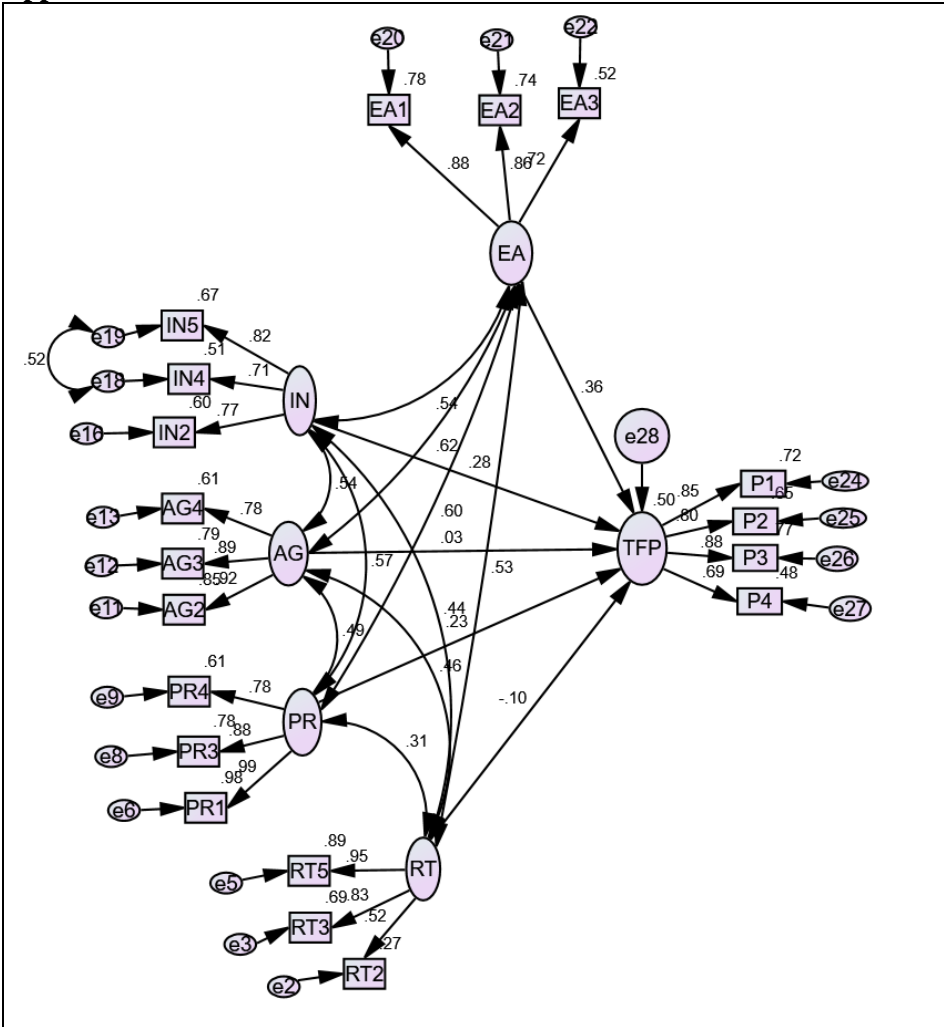 e20
e21
e22
.78
.74
.52
EA1
EA2
EA3
.88
.86
.72
EA
.67
IN5
e19
.82
.52
.51
e18
IN4
.71
IN
.60
.77
e16
IN2
.54
.36
.62
.28
e28
.72
P1
e24
.50
.85
.65
.80
P2
e25
.77
.88
P3
e26
TFP
.69
.48
P4
e27
.54
.61
e13
AG4
.78
.79
.89
e12
AG3
AG
.85
.92
e11
AG2
.60
.03
.57
.53
.44
.23
.49
.46
.61
e9
PR4
.78
PR
.78
.88
e8
PR3
.99
.98
e6
PR1
-.10
.31
.89
.95
RT
e5
RT5
.69
.83
e3
RT3
.52
.27
e2
RT2